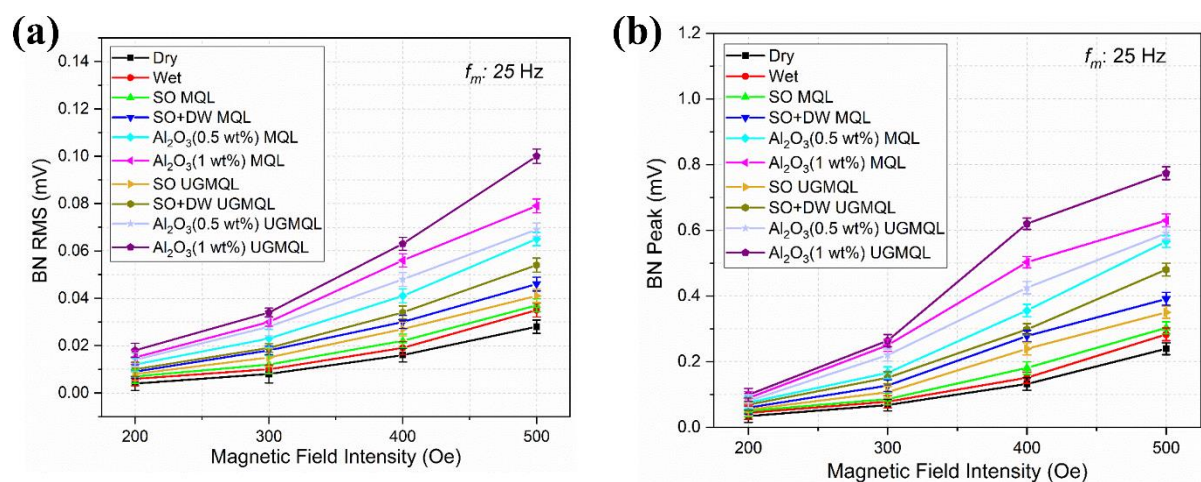 (a)
BN RMS (mV)
0.14
0.12
0.10
0.08
0.06
0.04
0.02
0.00
Dry
Wet
SO MQL
SO+DW MQL
Al₂O₃(0.5 wt%) MQL
Al₂O₃(1 wt%) MQL
SO UGMQL
SO+DW UGMQL
Al₂O₃(0.5 wt%) UGMQL
Al₂O₃(1 wt%) UGMQL
fₘ: 25 Hz
200 300 400 500
Magnetic Field Intensity (Oe)
(b)
BN Peak (mV)
1.2
1.0
0.8
0.6
0.4
0.2
0.0
Dry
Wet
SO MQL
SO+DW MQL
Al₂O₃(0.5 wt%) MQL
Al₂O₃(1 wt%) MQL
SO UGMQL
SO+DW UGMQL
Al₂O₃(0.5 wt%) UGMQL
Al₂O₃(1 wt%) UGMQL
fₘ: 25 Hz
200 300 400 500
Magnetic Field Intensity (Oe)